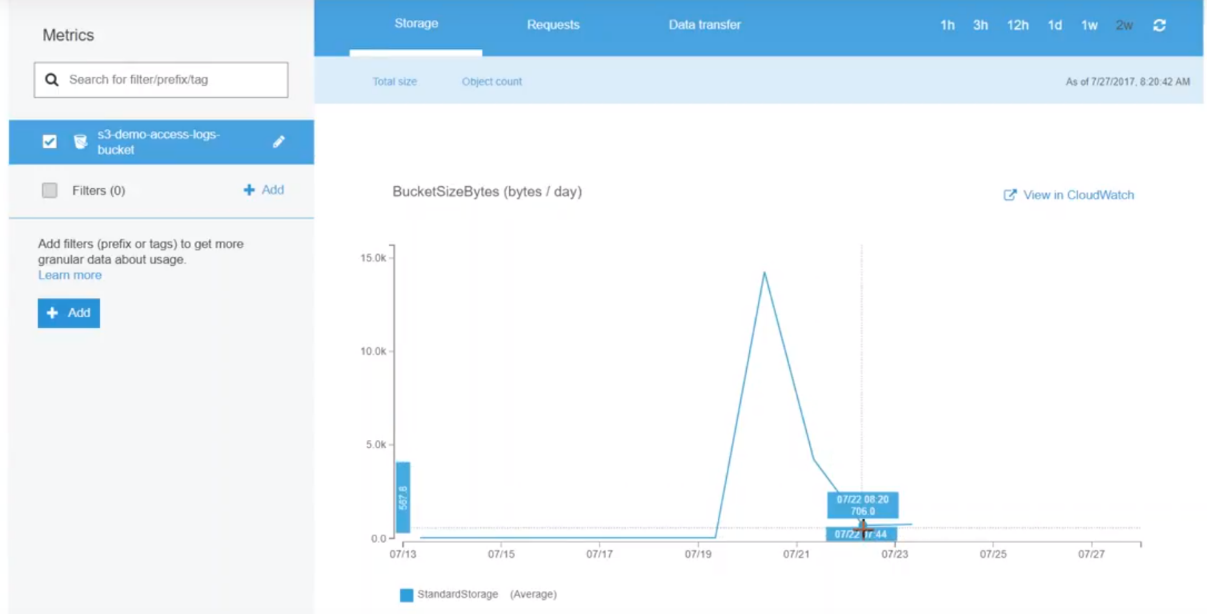 Metrics
Search for filter/prefix/tag
s3-demo-access-logs-
bucket
Filters (0)
Add
Add filters (prefix or tags) to get more
granular data about usage.
Learn more
Add
Storage
Requests
Data transfer
1h
3h
12h
1d
1w
2w
Total size
Object count
As of 7/27/2017, 8:20:42 AM
BucketSizeBytes (bytes / day)
View in CloudWatch
15.0k
10.0k
5.0k
0.0
07/22 08:20
706.0
07/22
:44
07/13
07/15
07/17
07/19
07/21
07/23
07/25
07/27
StandardStorage (Average)